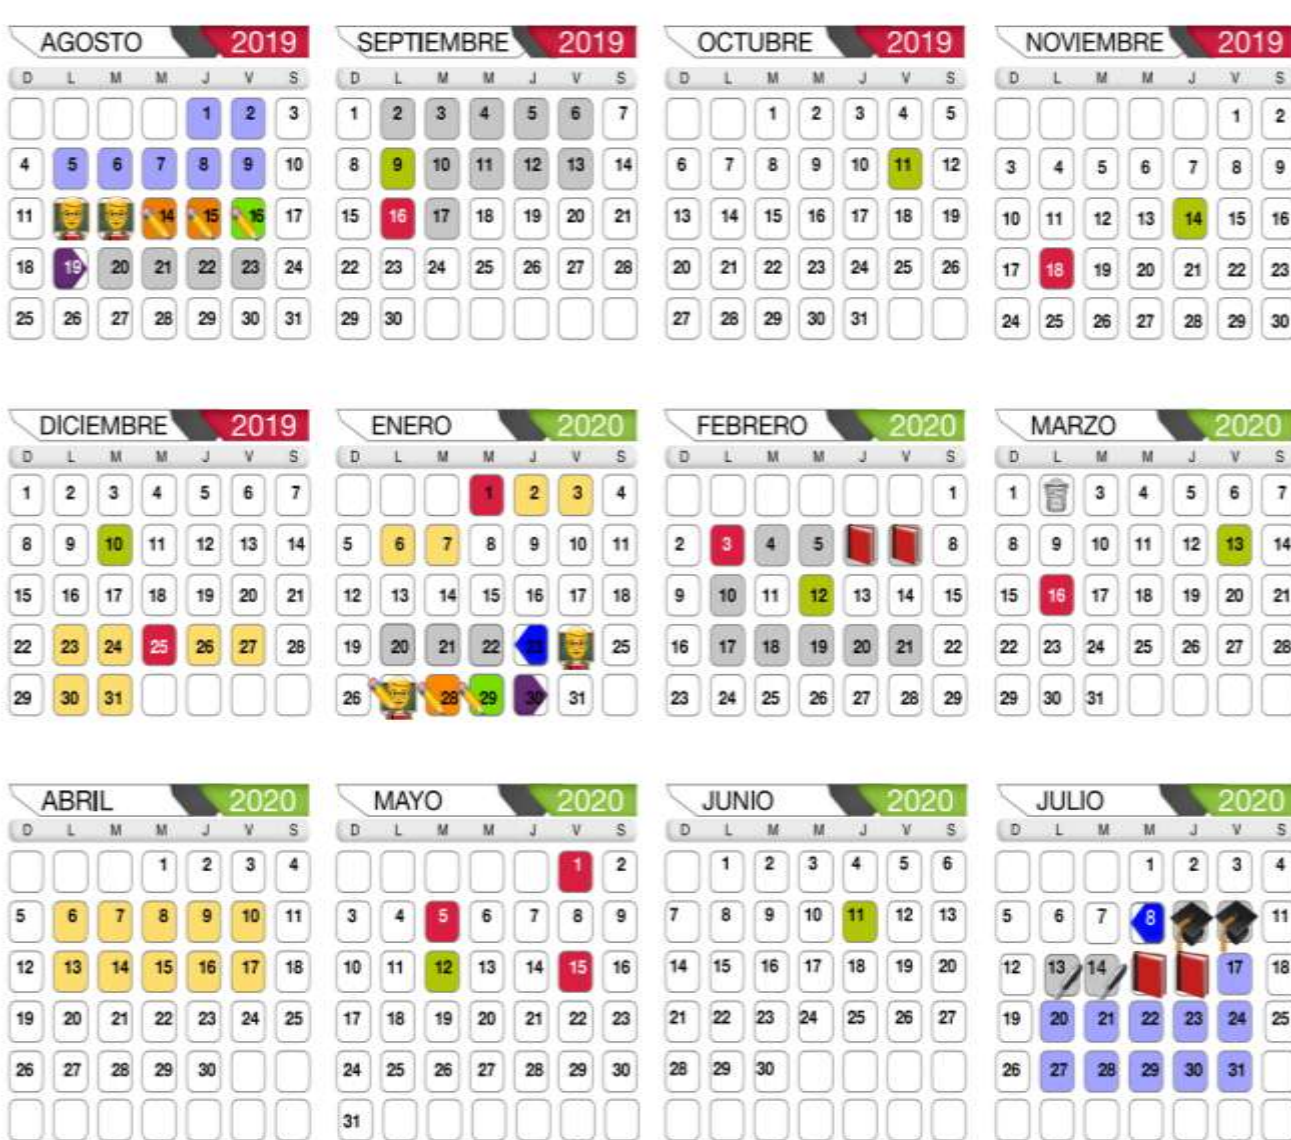 AGOSTO 2019 SEPTIEMBRE 2019 OCTUBRE 2019 NOVIEMBRE 2019
D L M M J V S D L M M J V S D L M M J V S D L M M J V S
1 2 3 1 2 3 4 5 6 7 1 2 3 4 5 1 2
4 5 6 7 8 9 10 8 9 10 11 12 13 14 6 7 8 9 10 11 12 3 4 5 6 7 8 9
11 14 15 16 17 15 16 17 18 19 20 21 13 14 15 16 17 18 19 10 11 12 13 14 15 16
18 19 20 21 22 23 24 22 23 24 25 26 27 28 20 21 22 23 24 25 26 17 18 19 20 21 22 23
25 26 27 28 29 30 31 29 30 27 28 29 30 31 24 25 26 27 28 29 30
DICIEMBRE 2019 ENERO 2020 FEBRERO 2020 MARZO 2020
D L M M J V S D L M M J V S D L M M J V S D L M M J V S
1 2 3 4 5 6 7 1 2 3 4 1 1 3 4 5 6 7
8 9 10 11 12 13 14 5 6 7 8 9 10 11 2 3 4 5 8 8 9 10 11 12 13 14
15 16 17 18 19 20 21 12 13 14 15 16 17 18 9 10 11 12 13 14 15 15 16 17 18 19 20 21
22 23 24 25 26 27 28 19 20 21 22 23 25 16 17 18 19 20 21 22 22 23 24 25 26 27 28
29 30 31 26 28 29 30 31 23 24 25 26 27 28 29 29 30 31
ABRIL 2020 MAYO 2020 JUNIO 2020 JULIO 2020
D L M M J V S D L M M J V S D L M M J V S D L M M J V S
1 2 3 4 1 2 1 2 3 4 5 6 1 2 3 4
5 6 7 8 9 10 11 3 4 5 6 7 8 9 7 8 9 10 11 12 13 5 6 7 8 11
12 13 14 15 16 17 18 10 11 12 13 14 15 16 14 15 16 17 18 19 20 12 13 14 17 18
19 20 21 22 23 24 25 17 18 19 20 21 22 23 21 22 23 24 25 26 27 19 20 21 22 23 24 25
26 27 28 29 30 24 25 26 27 28 29 30 28 29 30 26 27 28 29 30 31
31